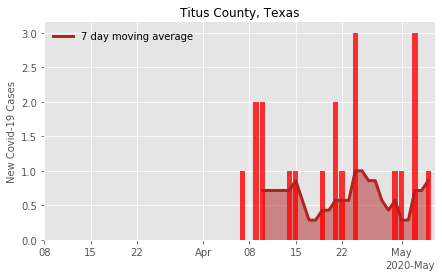 Titus County, Texas
7 day moving average
New Covid-19 Cases
3.0
2.5
2.0
1.5
1.0
0.5
0.0
08 15 22 Apr 08 15 22 May
2020-May